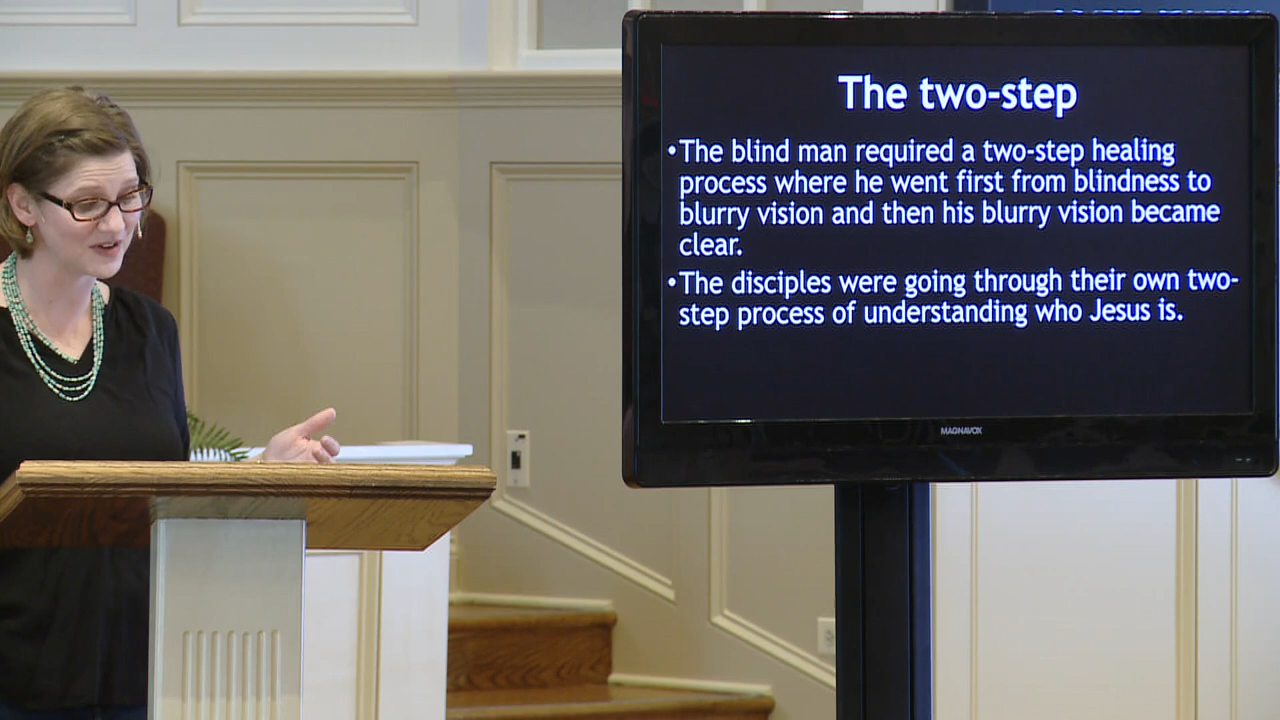 The two-step
•The blind man required a two-step healing
process where he went first from blindness to
blurry vision and then his blurry vision became
clear.
•The disciples were going through their own two-
step process of understanding who Jesus is.
MAGNAVOX